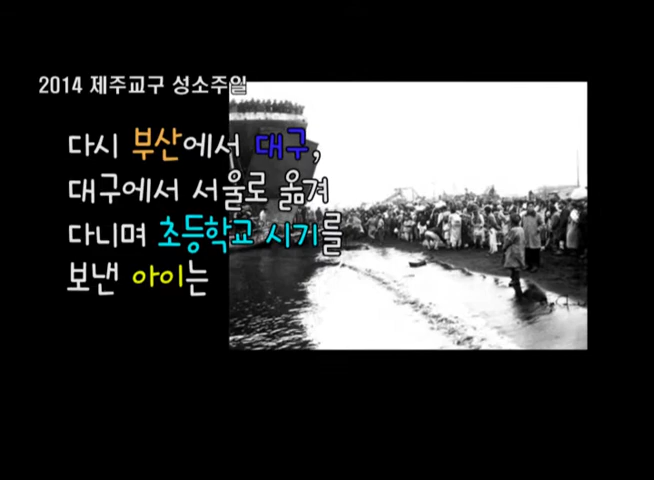 2014 제주교구 성소주일
다시 부산에서 대구,
대구에서 서울로 옮겨
다니며 초등학교 시기를
보낸 아이는